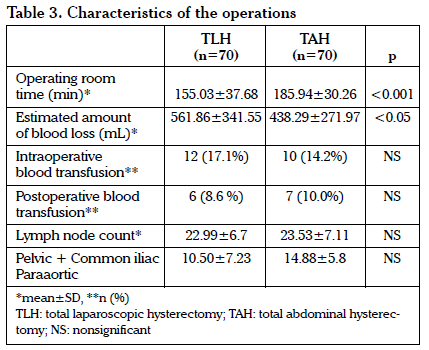 Table 3. Characteristics of the operations
TLH TAH
(n=70) (n=70) p
Operating room
time (min)* 155.03±37.68 185.94±30.26 <0.001
Estimated amount 561.86±341.55 438.29±271.97 <0.05
of blood loss (mL)*
Intraoperative 12 (17.1%) 10 (14.2%) NS
blood transfusion**
Postoperative blood 6 (8.6 %) 7 (10.0%) NS
transfusion**
Lymph node count* 22.99±6.7 23.53±7.11 NS
Pelvic + Common iliac 10.50±7.23 14.88±5.8 NS
Paraaortic
*mean±SD, **n (%)
TLH: total laparoscopic hysterectomy; TAH: total abdominal hysterec-
tomy; NS: nonsignificant